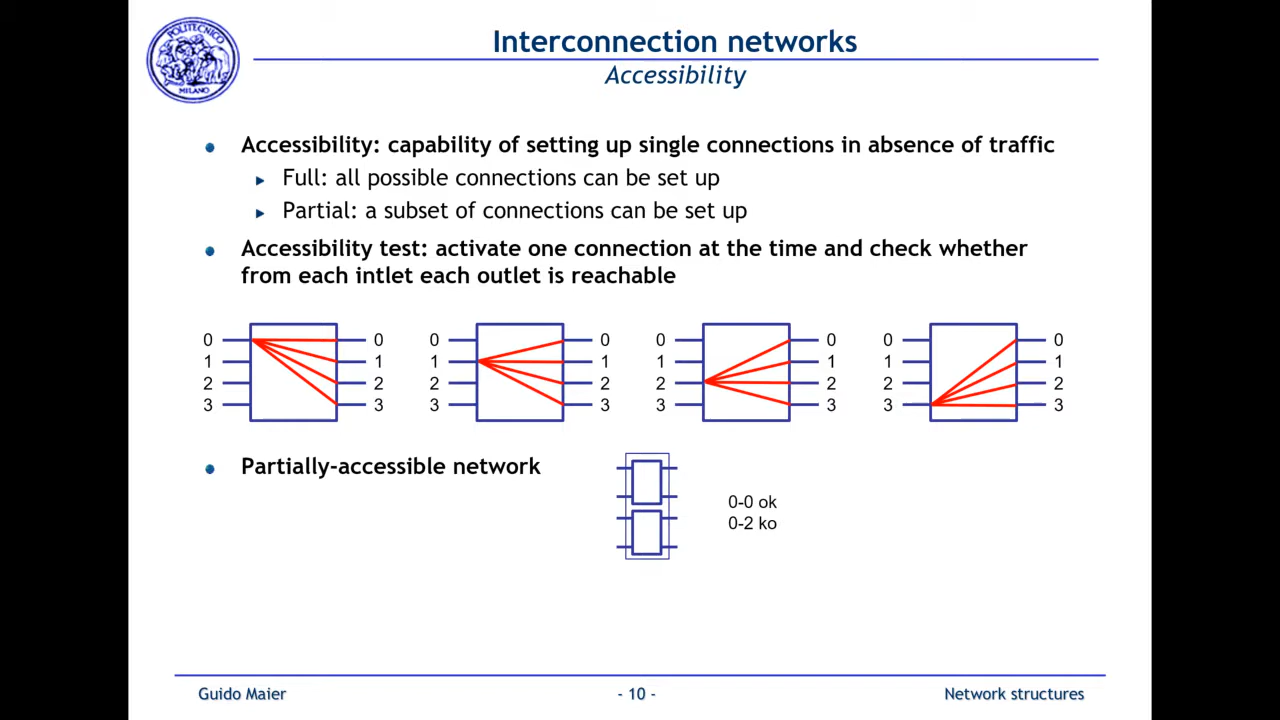 POLITECNICO
MILANO
Interconnection networks
Accessibility
Accessibility: capability of setting up single connections in absence of traffic
Full: all possible connections can be set up
Partial: a subset of connections can be set up
Accessibility test: activate one connection at the time and check whether
from each intlet each outlet is reachable
0 0 0 0 0 0 0 0
1 1 1 1 1 1 1 1
2 2 2 2 2 2 2 2
3 3 3 3 3 3 3 3
Partially-accessible network
0-0 ok
0-2 ko
Guido Maier - 10 - Network structures